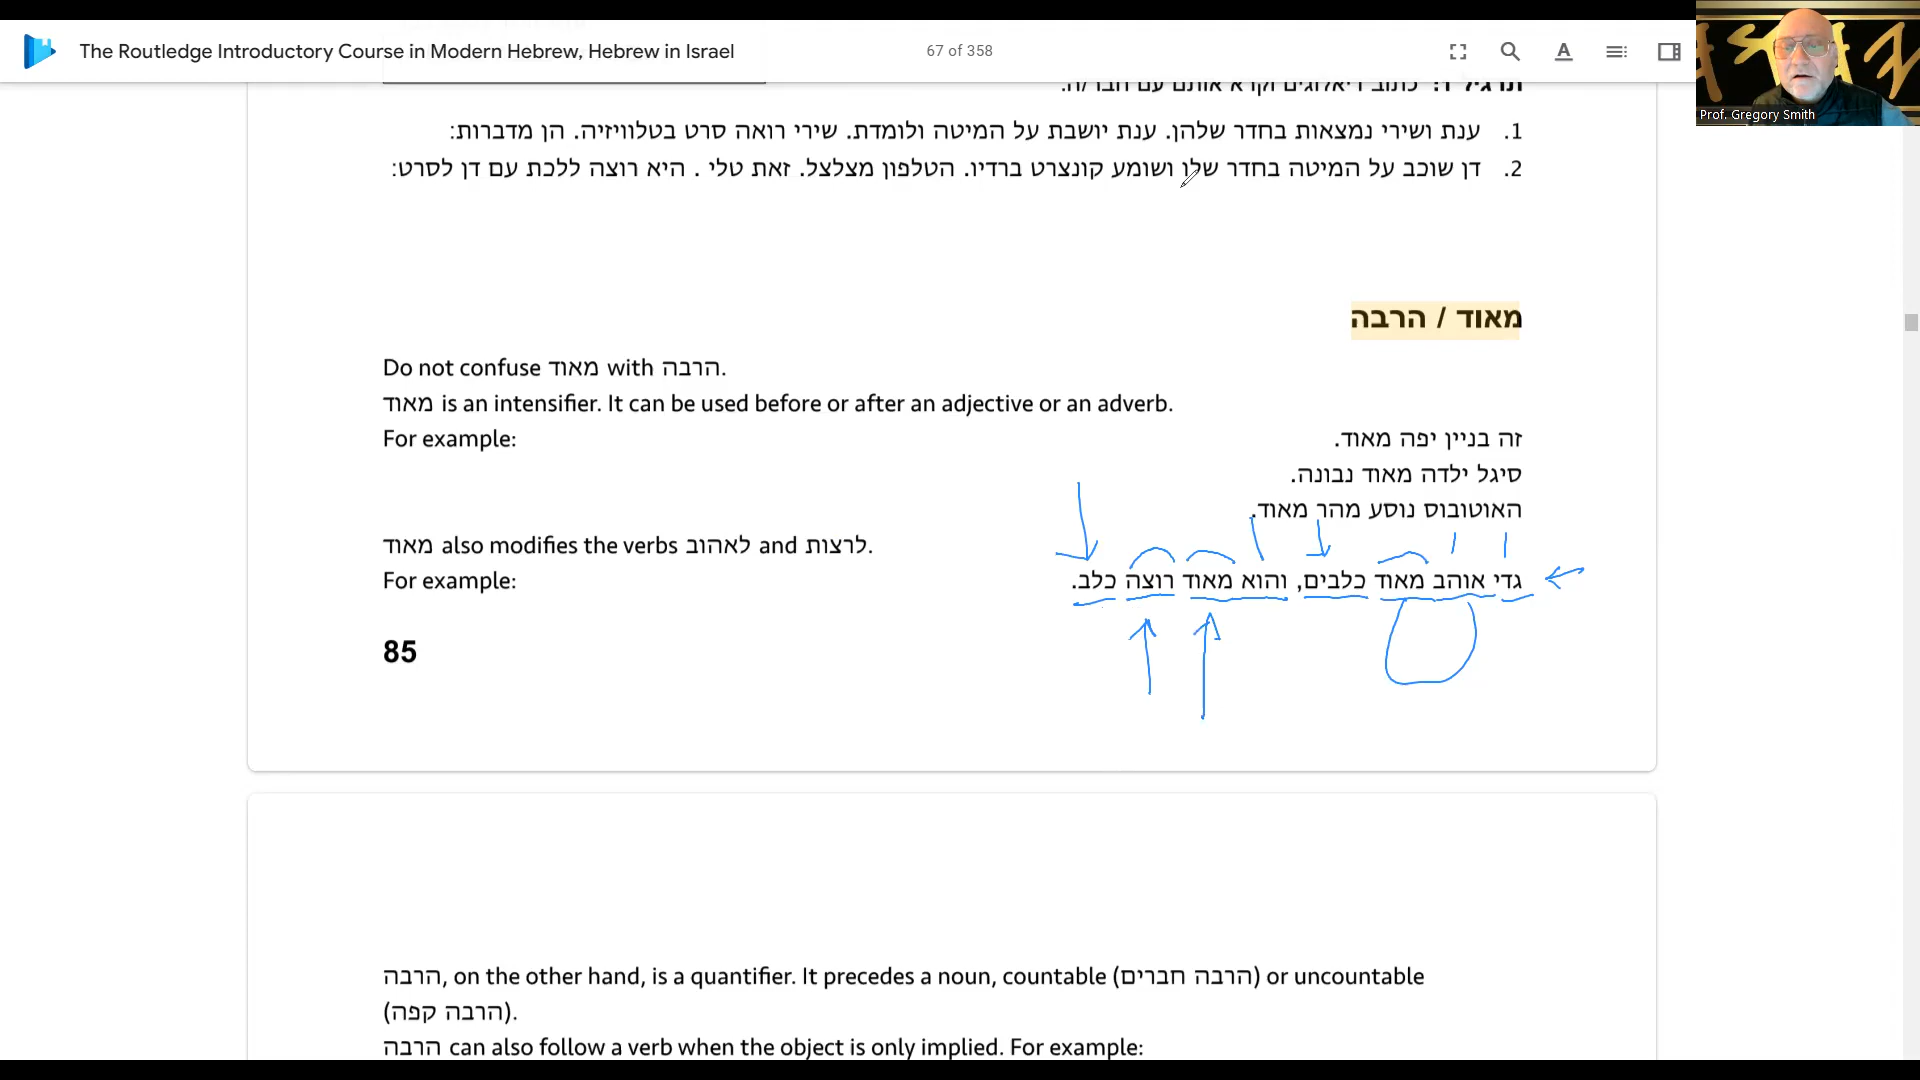 The Routledge Introductory Course in Modern Hebrew, Hebrew in Israel
67 of 358
Prof. Gregory Smith
תרגיל ו: כתוב דיאלוגים וקרא אותם עם חבר/ה.
1. ענת ושירי נמצאות בחדר שלהן. ענת יושבת על המיטה ולומדת. שירי רואה סרט בטלוויזיה. הן מדברות:
2. דן שוכב על המיטה בחדר שלו ושומע קונצרט ברדיו. הטלפון מצלצל. זאת טלי . היא רוצה ללכת עם דן לסרט:
מאוד / הרבה
Do not confuse מאוד with הרבה.
מאוד is an intensifier. It can be used before or after an adjective or an adverb.
For example:
זה בניין יפה מאוד.
סיגל ילדה מאוד נבונה.
האוטובוס נוסע מהר מאוד.
מאוד also modifies the verbs לאהוב and לרצות.
For example:
גדי אוהב מאוד כלבים, והוא מאוד רוצה כלב.
85
הרבה, on the other hand, is a quantifier. It precedes a noun, countable (הרבה חברים) or uncountable
(הרבה קפה).
הרבה can also follow a verb when the object is only implied. For example: